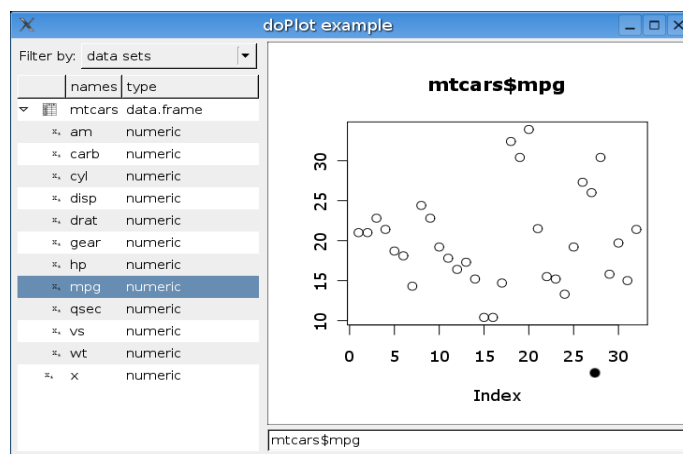 doPlot example
Filter by: data sets
names type
mtcars data.frame
am numeric
carb numeric
cyl numeric
disp numeric
drat numeric
gear numeric
hp numeric
mpg numeric
qsec numeric
vs numeric
wt numeric
x numeric
mtcars$mpg
30
25
20
15
10
0 5 10 15 20 25 30
Index
mtcars$mpg